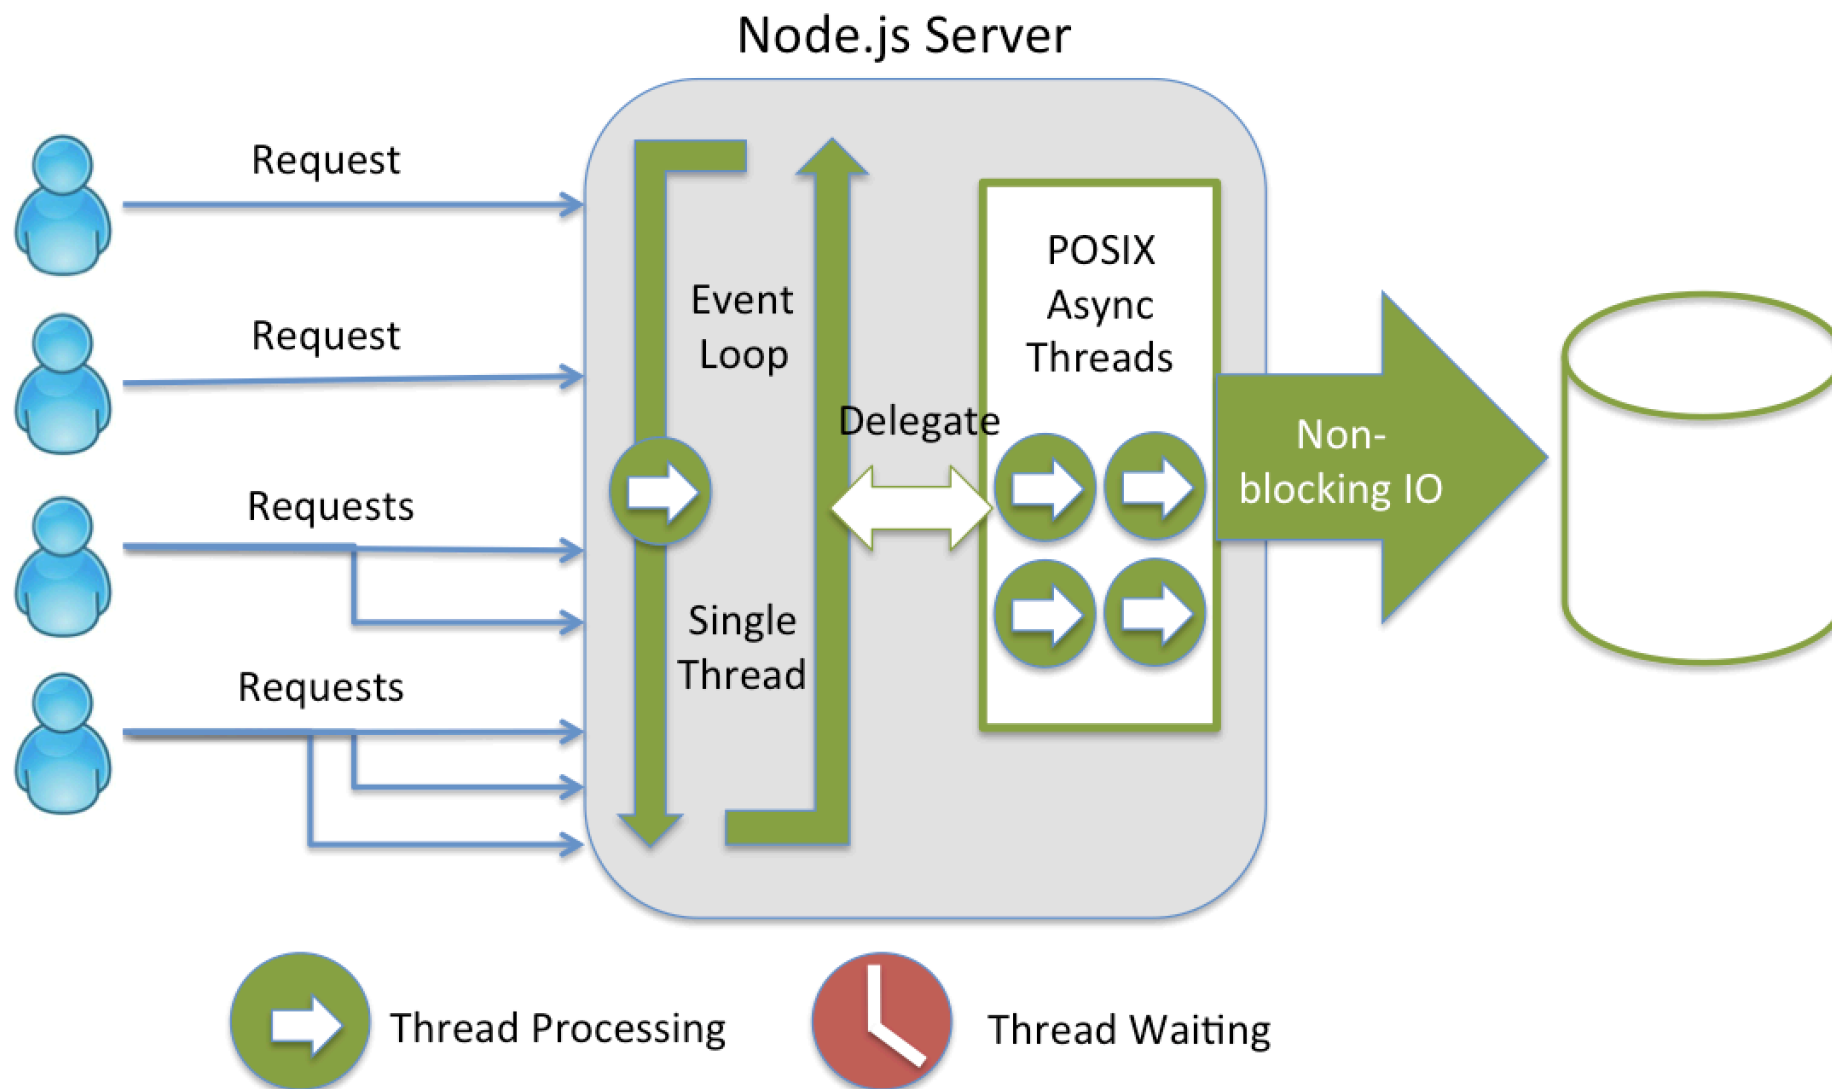 Node.js Server
Request
Request
Requests
Requests
Event
Loop
Single
Thread
Delegate
POSIX
Async
Threads
Non-
blocking IO
Thread Processing
Thread Waiting